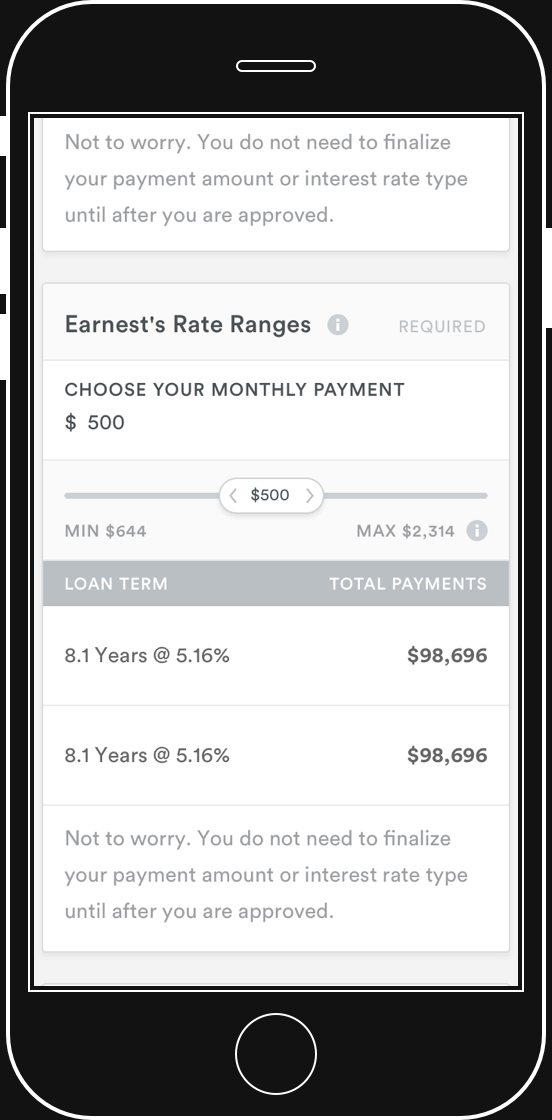 Not to worry. You do not need to finalize
your payment amount or interest rate type
until after you are approved.
Earnest's Rate Ranges
REQUIRED
CHOOSE YOUR MONTHLY PAYMENT
$ 500
$500
MIN $644
MAX $2,314
LOAN TERM
TOTAL PAYMENTS
8.1 Years @ 5.16%
$98,696
8.1 Years @ 5.16%
$98,696
Not to worry. You do not need to finalize
your payment amount or interest rate type
until after you are approved.